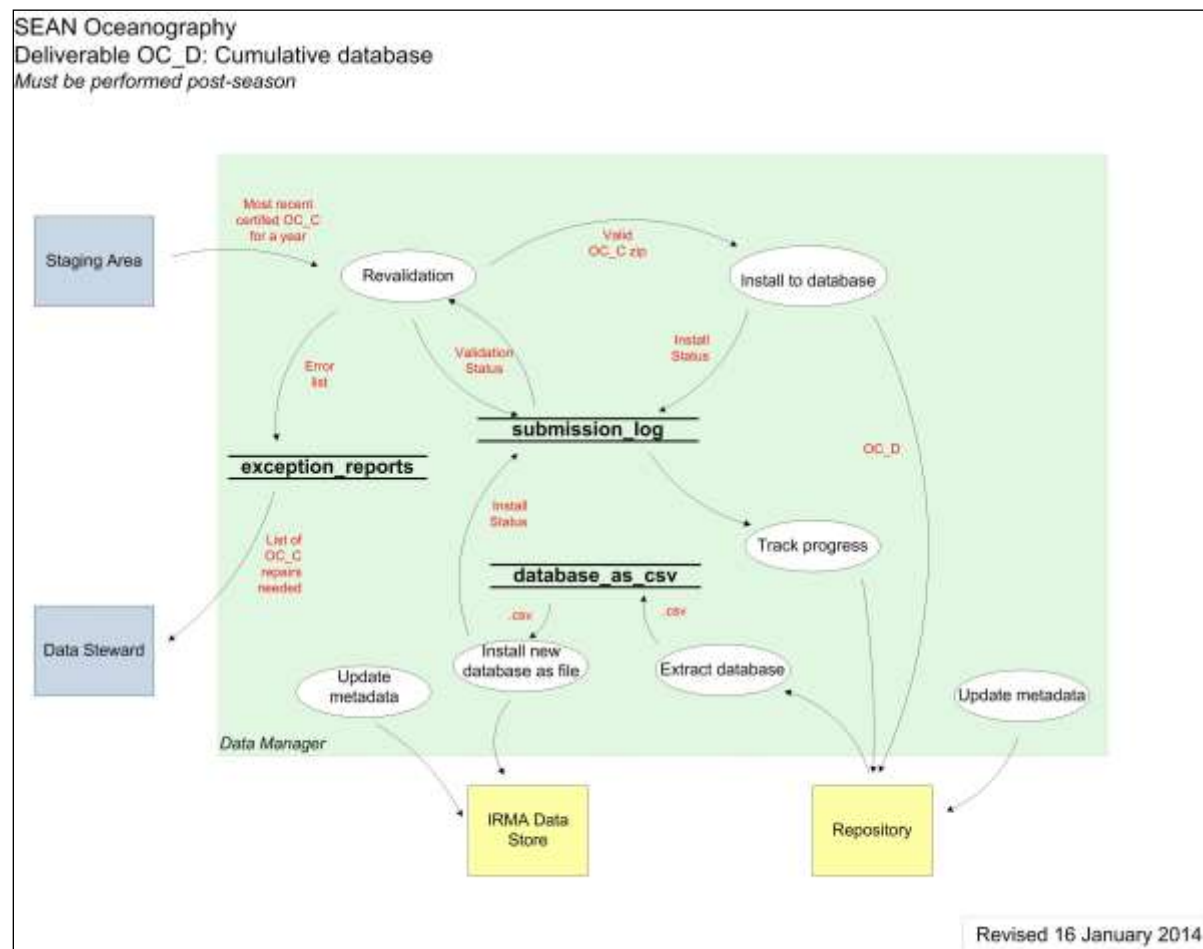 SEAN Oceanography
Deliverable OC_D: Cumulative database
Must be performed post-season
Most recent
certifed OC_C
for a year
Staging Area
Revalidation
Valid
OC_C zip
Install to database
Error
list
Validation
Status
Install
Status
submission_log
exception_reports
OC_D
Install
Status
List of
OC_C
repairs
needed
Track progress
database_as_csv
.csv
.csv
Data Steward
Install new
database as file
Extract database
Update
metadata
Update metadata
Data Manager
IRMA Data
Store
Repository
Revised 16 January 2014